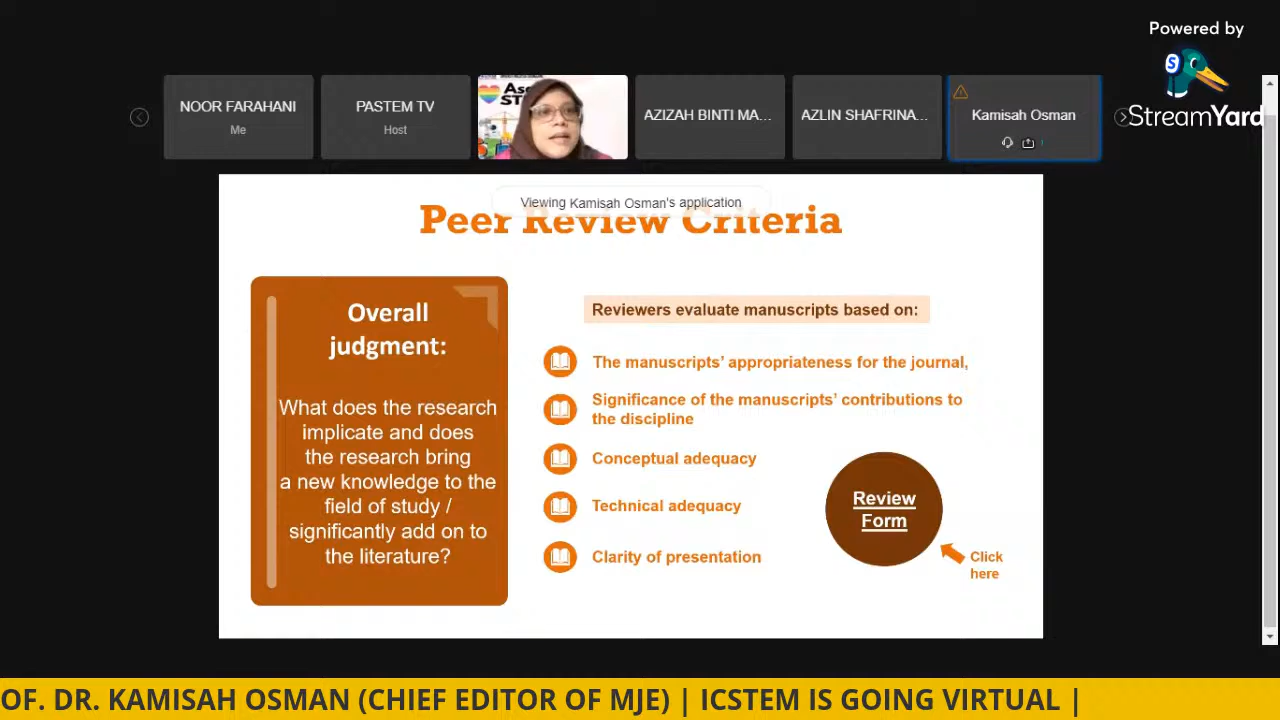 Powered by
StreamYard
NOOR FARAHANI
Me
PASTEM TV
Host
AZIZAH BINTI MA...
AZLIN SHAFRINA...
Kamisah Osman
Viewing Kamisah Osman's application
Peer Review Criteria
Overall
judgment:
What does the research
implicate and does
the research bring
a new knowledge to the
field of study /
significantly add on to
the literature?
Reviewers evaluate manuscripts based on:
The manuscripts’ appropriateness for the journal,
Significance of the manuscripts’ contributions to
the discipline
Conceptual adequacy
Technical adequacy
Clarity of presentation
Review
Form
Click
here
OF. DR. KAMISAH OSMAN (CHIEF EDITOR OF MJE) | ICSTEM IS GOING VIRTUAL |